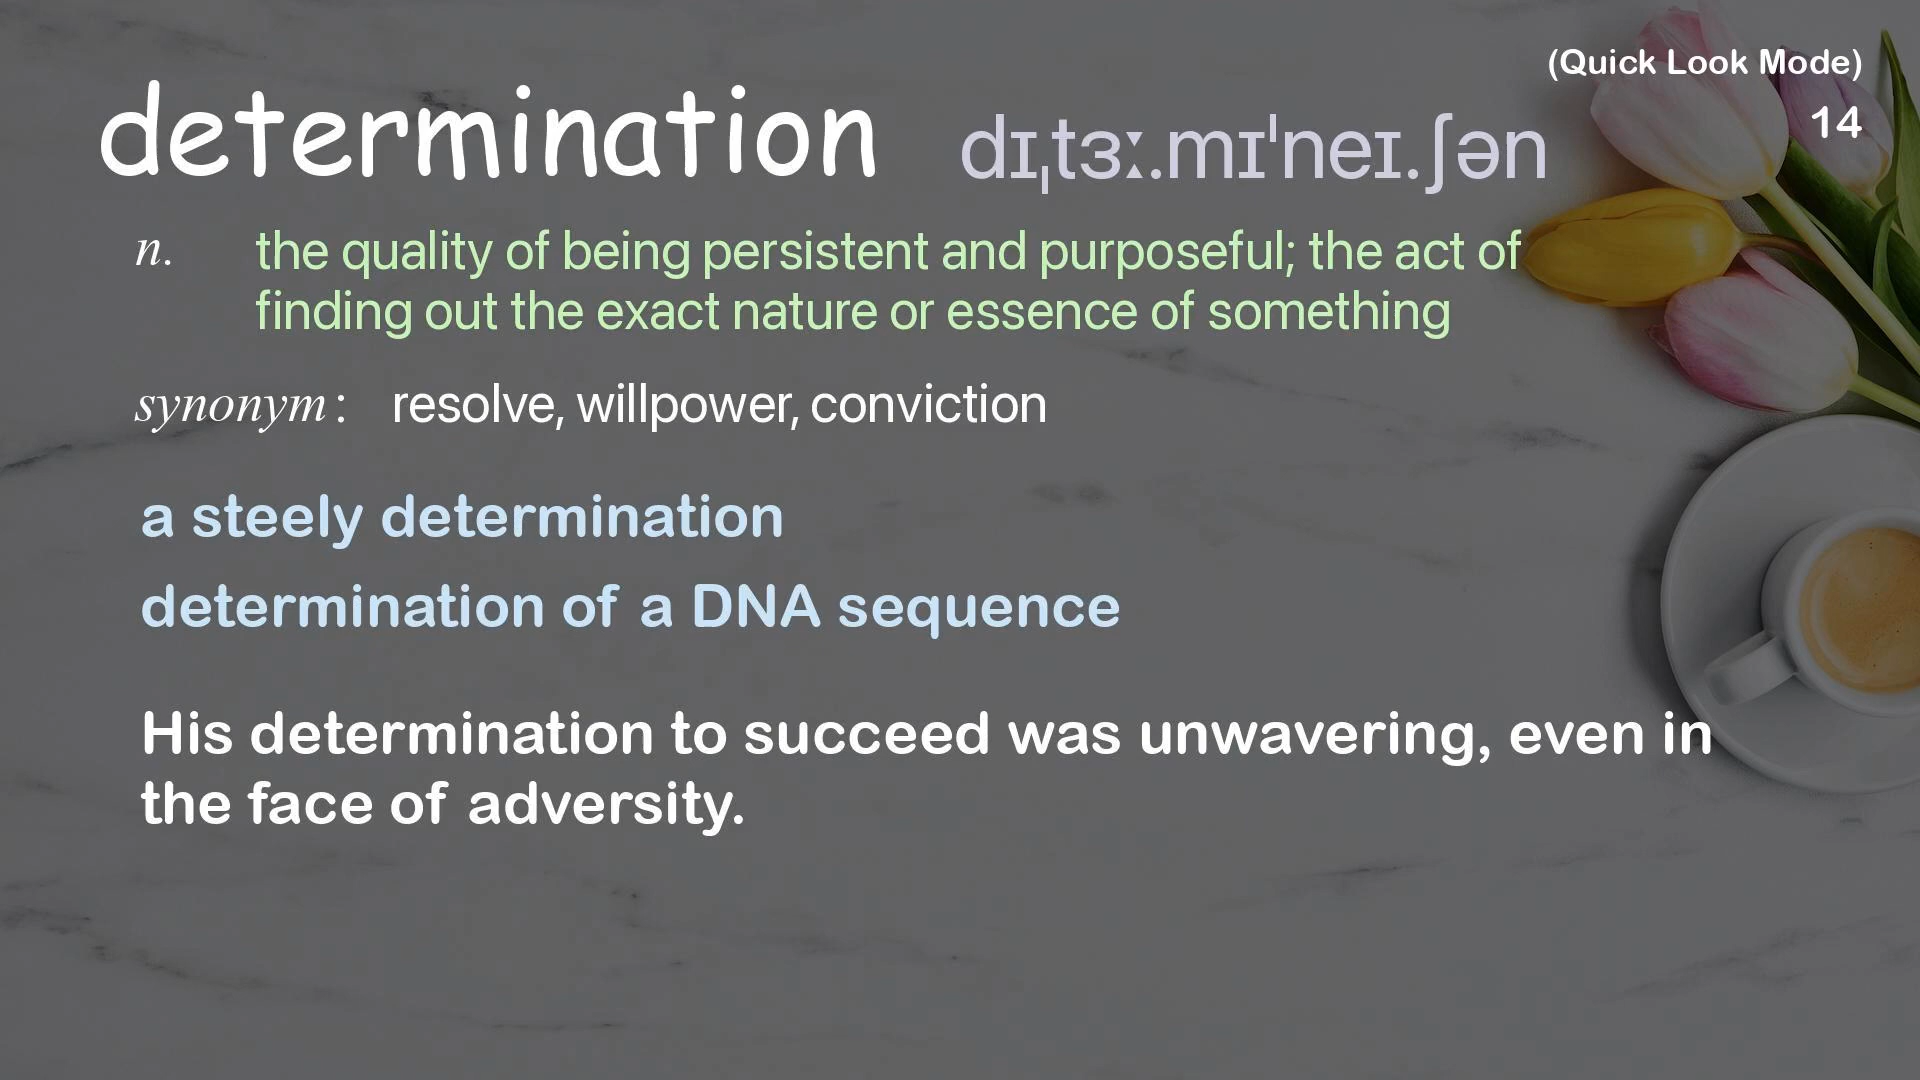 (Quick Look Mode)
14
determination dɪˌtɜː.mɪˈneɪ.ʃən
n. the quality of being persistent and purposeful; the act of
finding out the exact nature or essence of something
synonym: resolve, willpower, conviction
a steely determination
determination of a DNA sequence
His determination to succeed was unwavering, even in
the face of adversity.